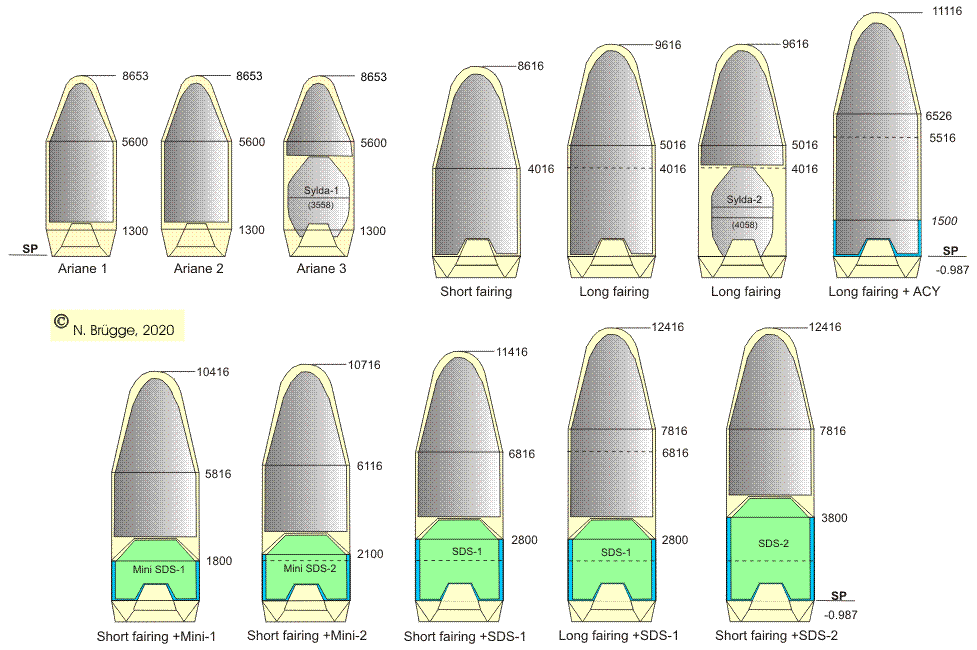 11116
9616
9616
8616
8653
8653
8653
6526
5516
5600
5600
5600
5016
5016
4016
4016
4016
Sylda-1
(3558)
Sylda-2
(4058)
1500
1300
1300
1300
SP
SP
-0.987
Ariane 1
Ariane 2
Ariane 3
Short fairing
Long fairing
Long fairing
Long fairing + ACY
© N. Brügge, 2020
12416
12416
11416
10716
10416
7816
7816
6816
6816
6116
5816
3800
2800
2800
2100
1800
Mini SDS-1
Mini SDS-2
SDS-1
SDS-1
SDS-2
SP
-0.987
Short fairing +Mini-1
Short fairing +Mini-2
Short fairing +SDS-1
Long fairing +SDS-1
Short fairing +SDS-2